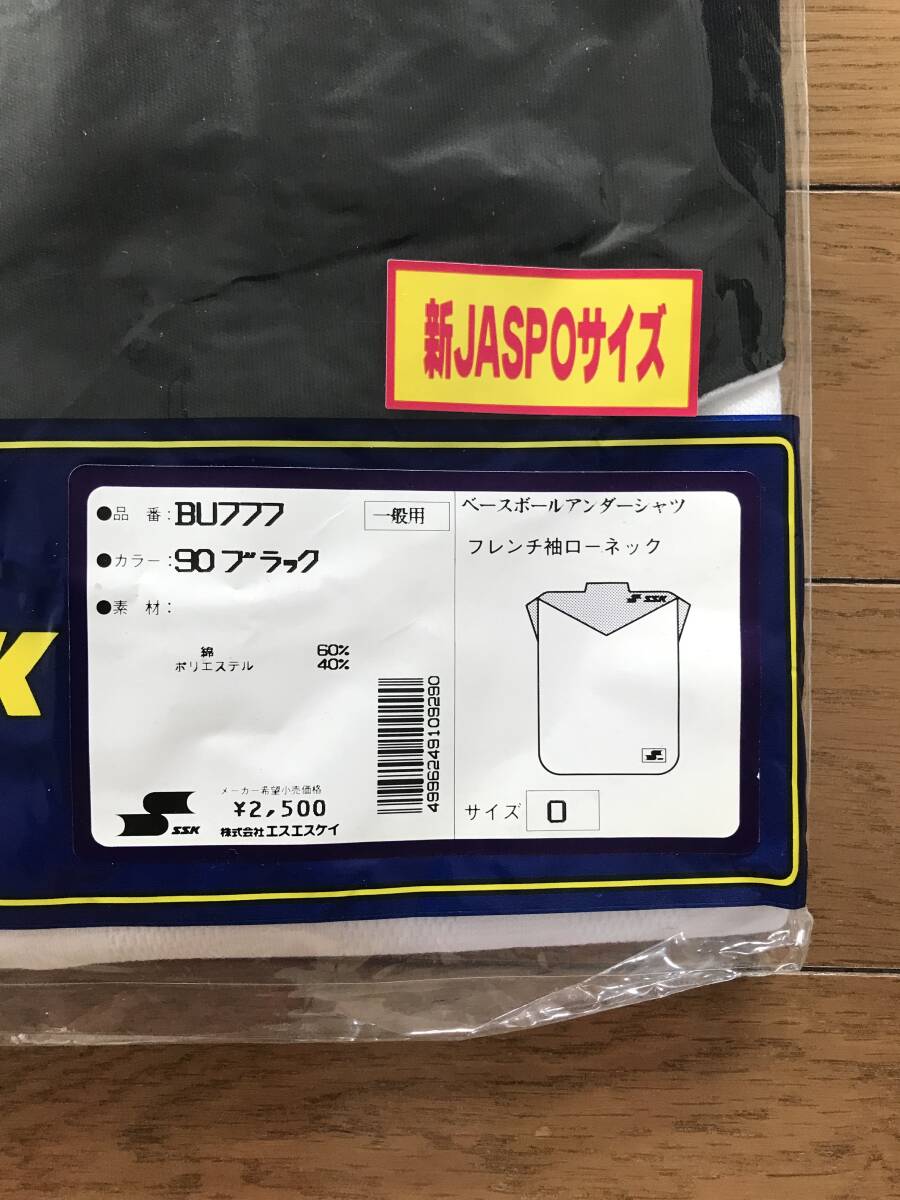 新JASPOサイズ
●品 番：BU777
一般用
●カラー：90 ブラック
●素 材：
綿 60%
ポリエステル 40%
4996249109290
メーカー希望小売価格
¥2,500
SSK
株式会社エスエスケイ
ベースボールアンダーシャツ
フレンチ袖ローネック
SSK
サイズ 0
K